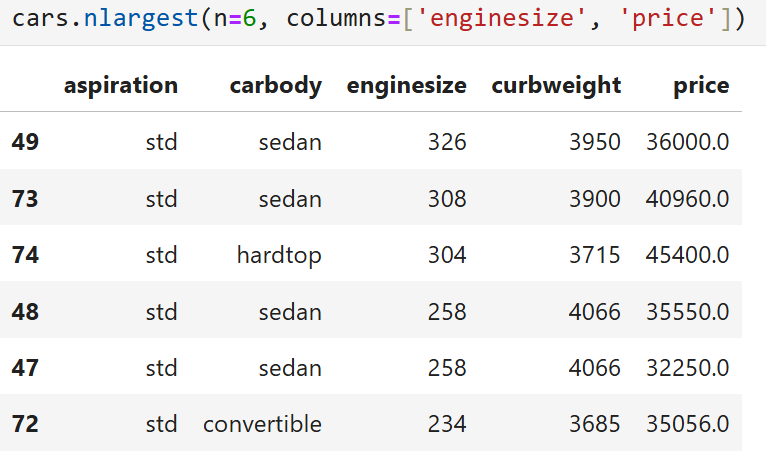 cars.nlargest(n=6, columns=['enginesize', 'price'])
aspiration carbody enginesize curbweight price
49 std sedan 326 3950 36000.0
73 std sedan 308 3900 40960.0
74 std hardtop 304 3715 45400.0
48 std sedan 258 4066 35550.0
47 std sedan 258 4066 32250.0
72 std convertible 234 3685 35056.0